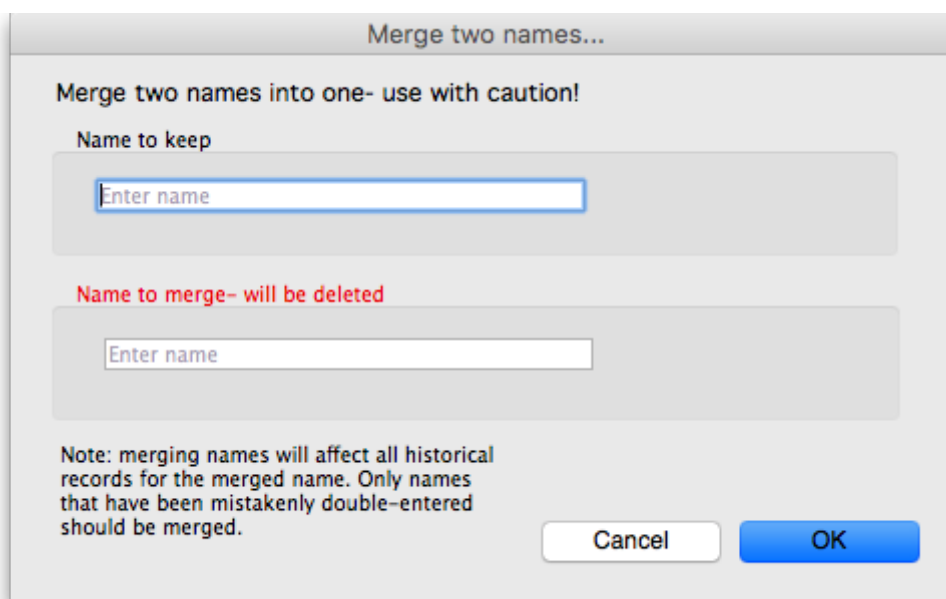 Merge two names...
Merge two names into one- use with caution!
Name to keep
Enter name
Name to merge- will be deleted
Enter name
Note: merging names will affect all historical
records for the merged name. Only names
that have been mistakenly double-entered
should be merged.
Cancel
OK